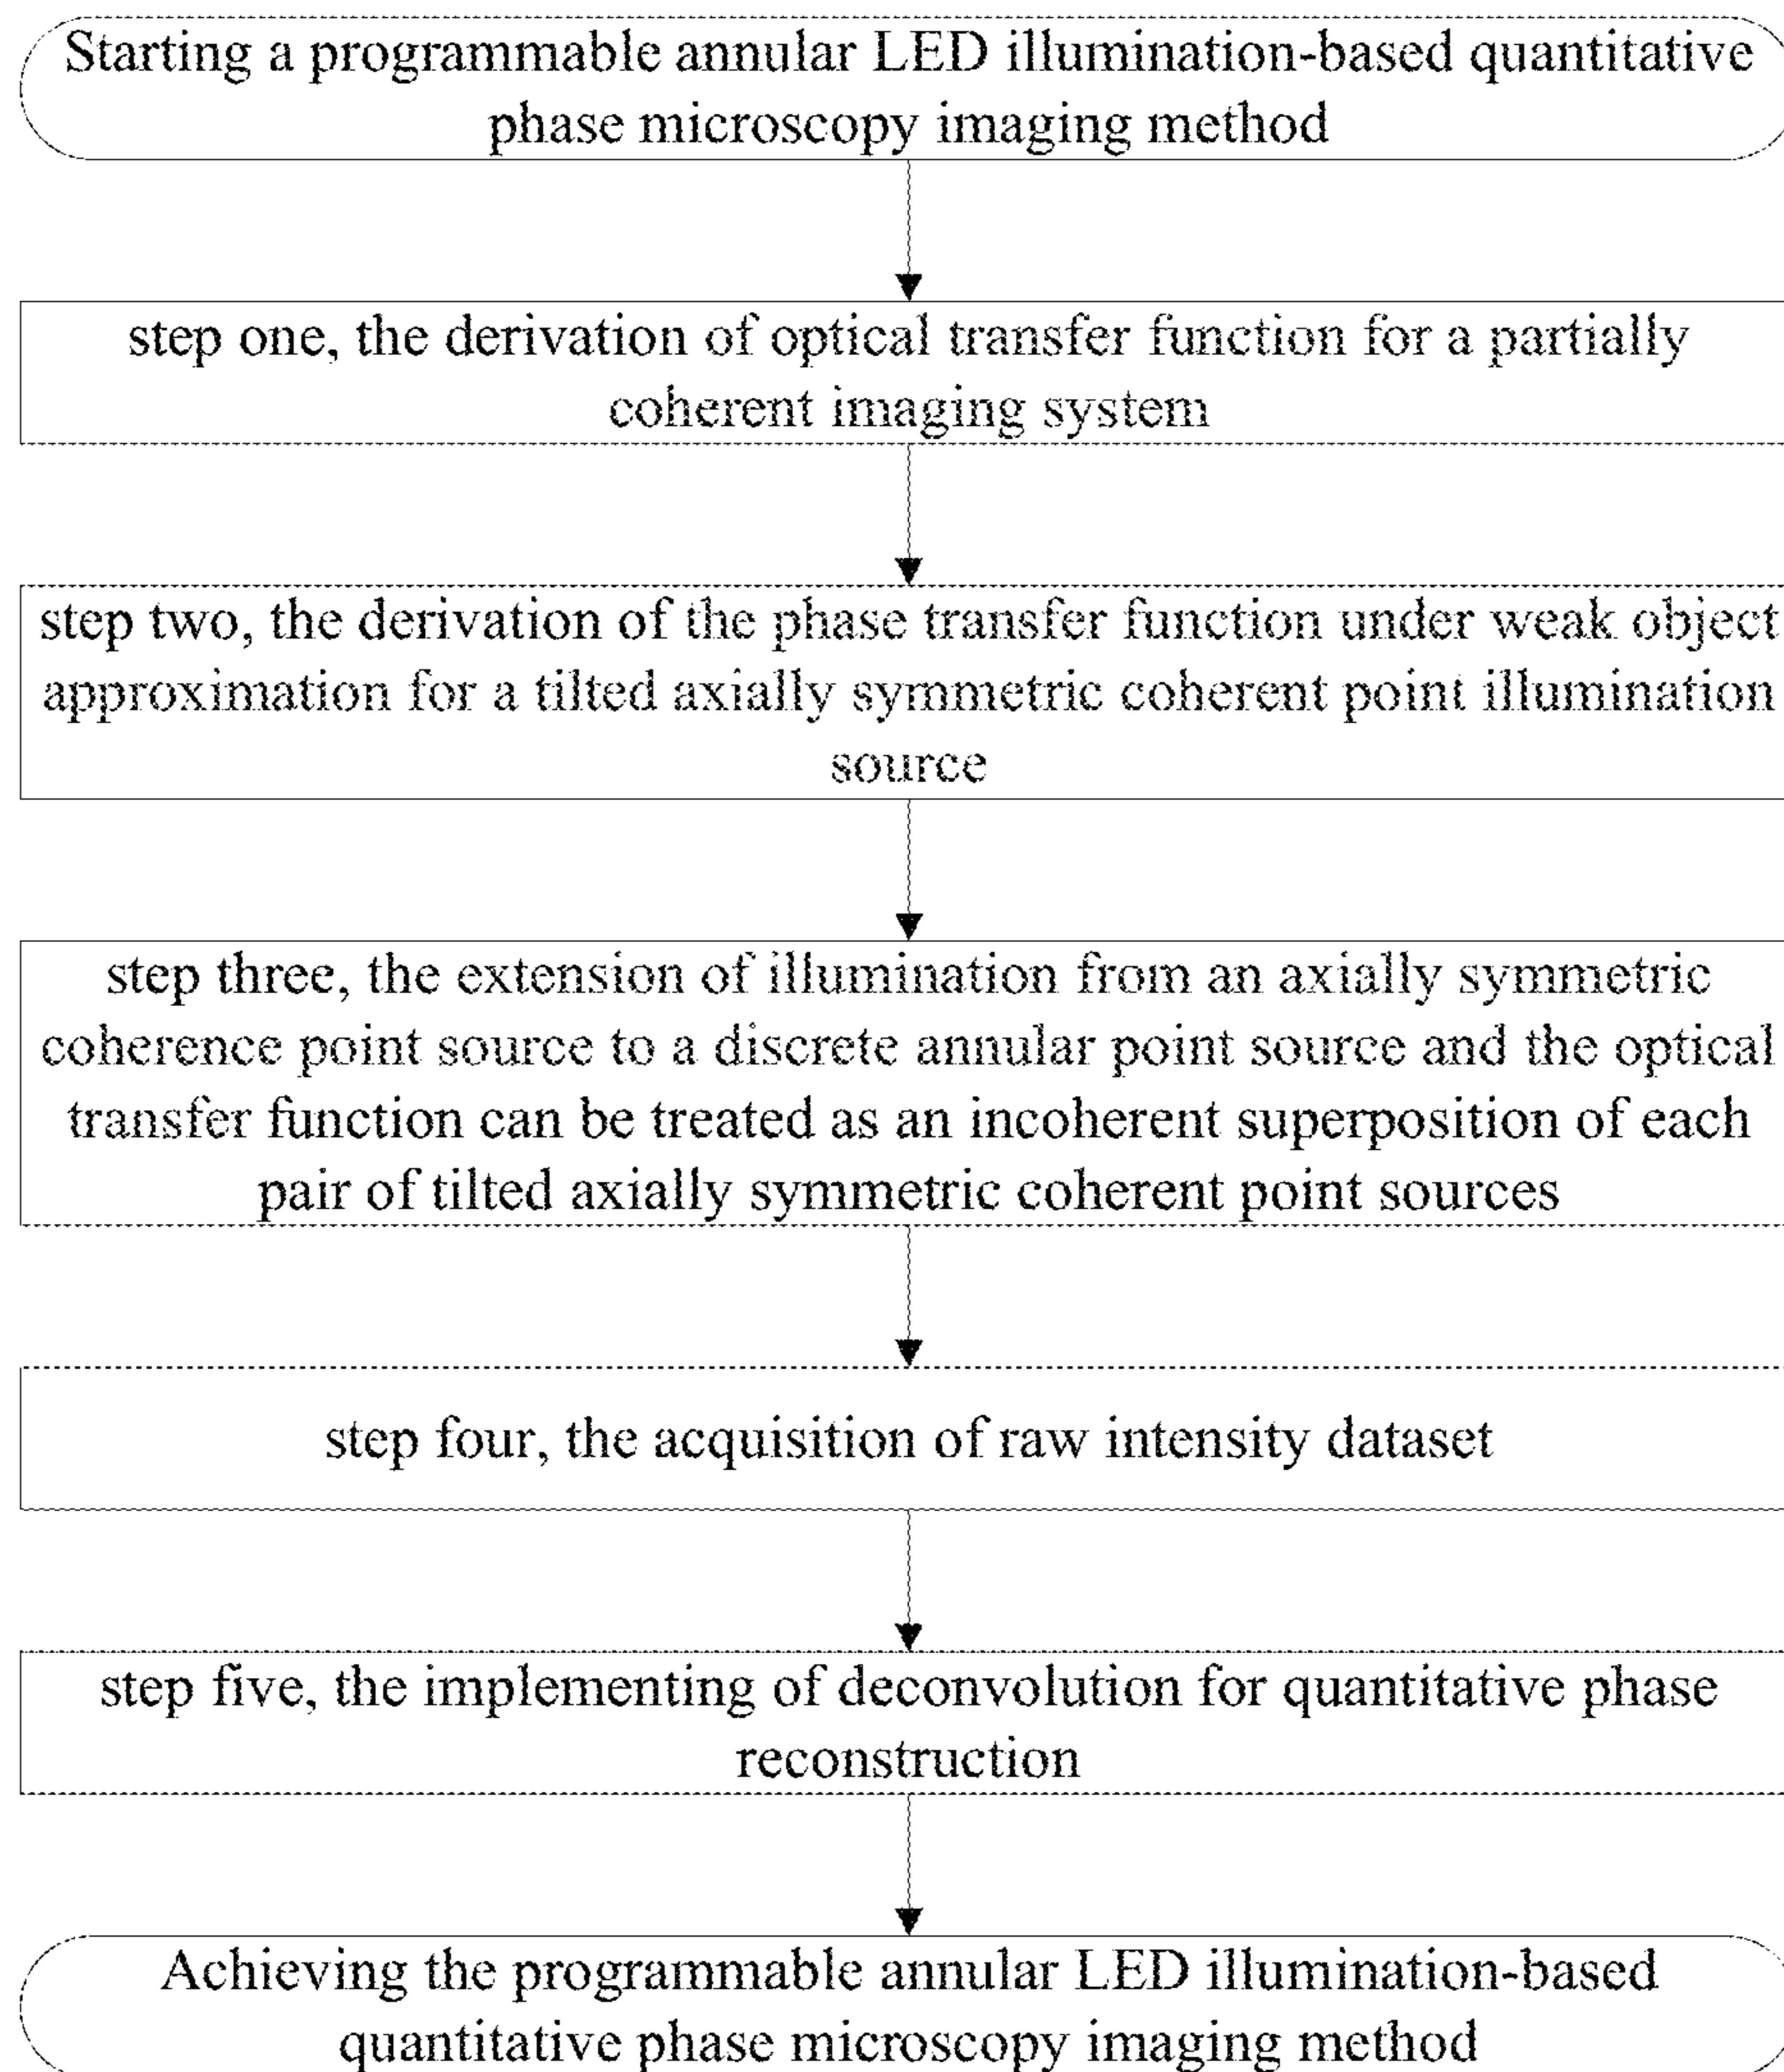 Starting a programmable annular LED illumination-based quantitative
phase microscopy imaging method
step one, the derivation of optical transfer function for a partially
coherent imaging system
step two, the derivation of the phase transfer function under weak object
approximation for a tilted axially symmetric coherent point illumination
source
step three, the extension of illumination from an axially symmetric
coherence point source to a discrete annular point source and the optical
transfer function can be treated as an incoherent superposition of each
pair of tilted axially symmetric coherent point sources
step four, the acquisition of raw intensity dataset
step five, the implementing of deconvolution for quantitative phase
reconstruction
Achieving the programmable annular LED illumination-based
quantitative phase microscopy imaging method